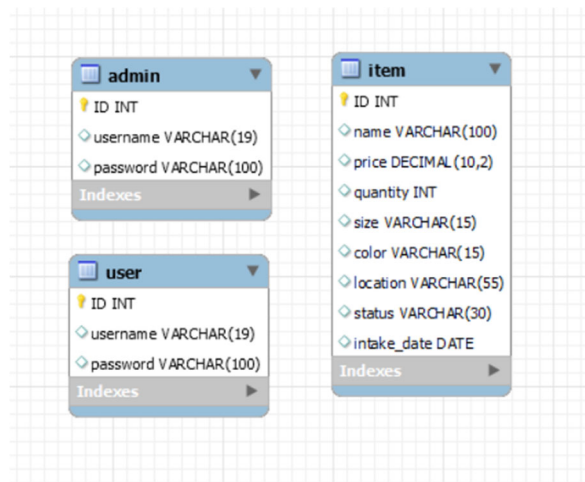 admin
ID INT
username VARCHAR(19)
password VARCHAR(100)
Indexes
user
ID INT
username VARCHAR(19)
password VARCHAR(100)
Indexes
item
ID INT
name VARCHAR(100)
price DECIMAL(10,2)
quantity INT
size VARCHAR(15)
color VARCHAR(15)
location VARCHAR(55)
status VARCHAR(30)
intake_date DATE
Indexes